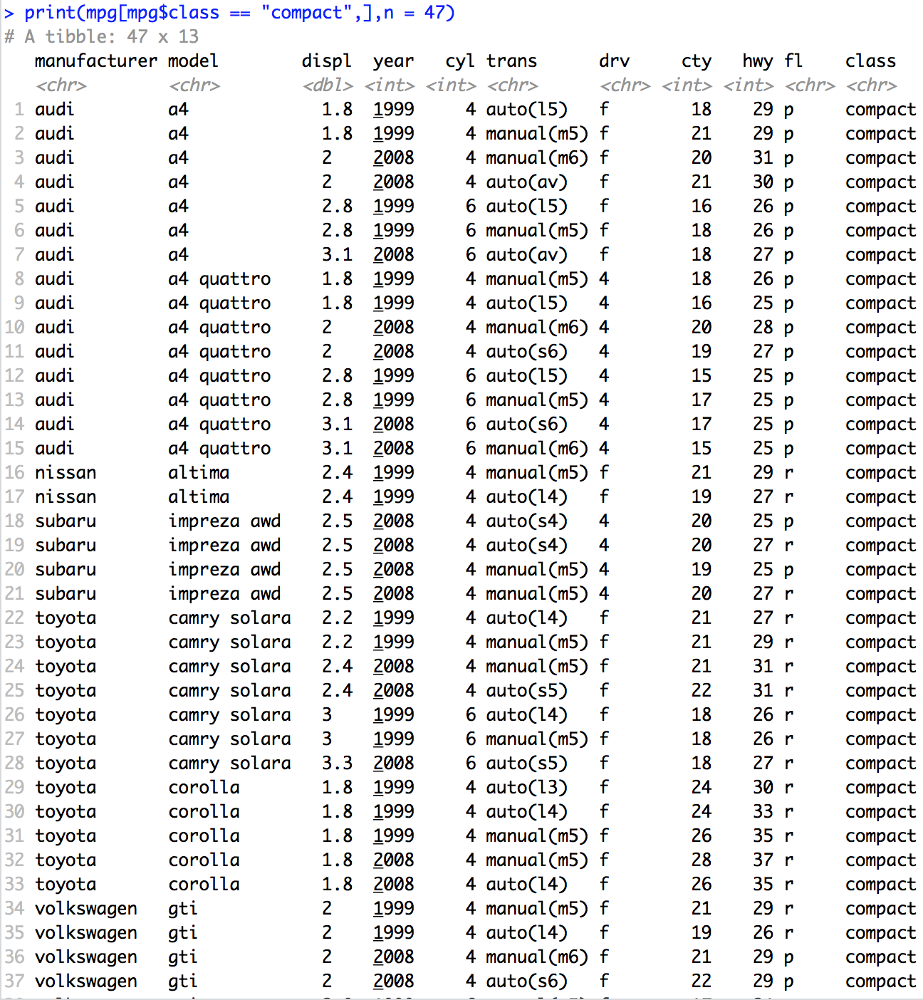 > print(mpg[mpg$class == "compact",],n = 47)
# A tibble: 47 x 13
manufacturer model displ year cyl trans drv cty hwy fl class
<chr> <chr> <dbl> <int> <int> <chr> <chr> <int> <int> <chr> <chr>
1 audi a4 1.8 1999 4 auto(l5) f 18 29 p compact
2 audi a4 1.8 1999 4 manual(m5) f 21 29 p compact
3 audi a4 2 2008 4 manual(m6) f 20 31 p compact
4 audi a4 2 2008 4 auto(av) f 21 30 p compact
5 audi a4 2.8 1999 6 auto(l5) f 16 26 p compact
6 audi a4 2.8 1999 6 manual(m5) f 18 26 p compact
7 audi a4 3.1 2008 6 auto(av) f 18 27 p compact
8 audi a4 quattro 1.8 1999 4 manual(m5) 4 18 26 p compact
9 audi a4 quattro 1.8 1999 4 auto(l5) 4 16 25 p compact
10 audi a4 quattro 2 2008 4 manual(m6) 4 20 28 p compact
11 audi a4 quattro 2 2008 4 auto(s6) 4 19 27 p compact
12 audi a4 quattro 2.8 1999 6 auto(l5) 4 15 25 p compact
13 audi a4 quattro 2.8 1999 6 manual(m5) 4 17 25 p compact
14 audi a4 quattro 3.1 2008 6 auto(s6) 4 17 25 p compact
15 audi a4 quattro 3.1 2008 6 manual(m6) 4 15 25 p compact
16 nissan altima 2.4 1999 4 manual(m5) f 21 29 r compact
17 nissan altima 2.4 1999 4 auto(l4) f 19 27 r compact
18 subaru impreza awd 2.5 2008 4 auto(s4) 4 20 25 p compact
19 subaru impreza awd 2.5 2008 4 auto(s4) 4 20 27 r compact
20 subaru impreza awd 2.5 2008 4 manual(m5) 4 19 25 p compact
21 subaru impreza awd 2.5 2008 4 manual(m5) 4 20 27 r compact
22 toyota camry solara 2.2 1999 4 auto(l4) f 21 27 r compact
23 toyota camry solara 2.2 1999 4 manual(m5) f 21 29 r compact
24 toyota camry solara 2.4 2008 4 manual(m5) f 21 31 r compact
25 toyota camry solara 2.4 2008 4 auto(s5) f 22 31 r compact
26 toyota camry solara 3 1999 6 auto(l4) f 18 26 r compact
27 toyota camry solara 3 1999 6 manual(m5) f 18 26 r compact
28 toyota camry solara 3.3 2008 6 auto(s5) f 18 27 r compact
29 toyota corolla 1.8 1999 4 auto(l3) f 24 30 r compact
30 toyota corolla 1.8 1999 4 auto(l4) f 24 33 r compact
31 toyota corolla 1.8 1999 4 manual(m5) f 26 35 r compact
32 toyota corolla 1.8 2008 4 manual(m5) f 28 37 r compact
33 toyota corolla 1.8 2008 4 auto(l4) f 26 35 r compact
34 volkswagen gti 2 1999 4 manual(m5) f 21 29 r compact
35 volkswagen gti 2 1999 4 auto(l4) f 19 26 r compact
36 volkswagen gti 2 2008 4 manual(m6) f 21 29 p compact
37 volkswagen gti 2 2008 4 auto(s6) f 22 29 p compact